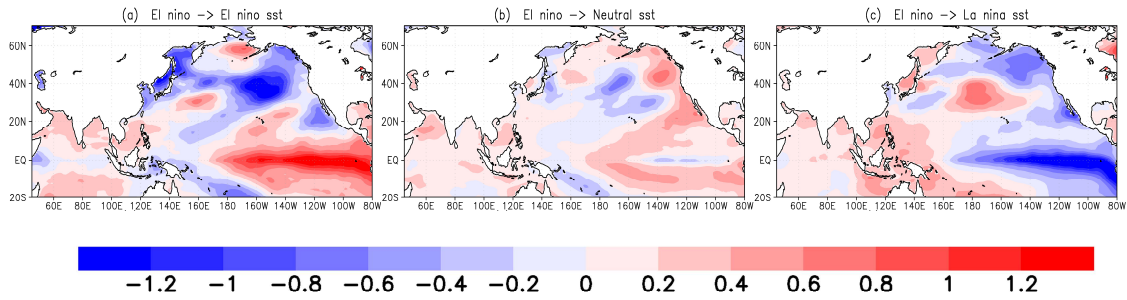 (a) El nino -> El nino sst
(b) El nino -> Neutral sst
(c) El nino -> La nina sst
60N
40N
20N
EQ
20S
60E 80E 100E 120E 140E 160E 180 160W 140W 120W 100W 80W
60N
40N
20N
EQ
20S
60E 80E 100E 120E 140E 160E 180 160W 140W 120W 100W 80W
60N
40N
20N
EQ
20S
60E 80E 100E 120E 140E 160E 180 160W 140W 120W 100W 80W
-1.2 -1 -0.8 -0.6 -0.4 -0.2 0 0.2 0.4 0.6 0.8 1 1.2